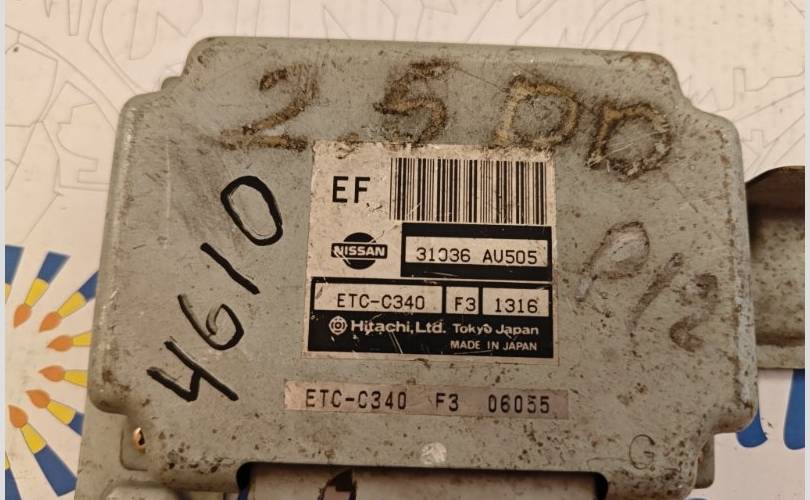 2.5 DD
EF
NISSAN
31036 AU505
ETC-C340 F3 1316
Hitachi, Ltd. Tokyo Japan
MADE IN JAPAN
ETC-C340 F3 06055
4610
P12
G